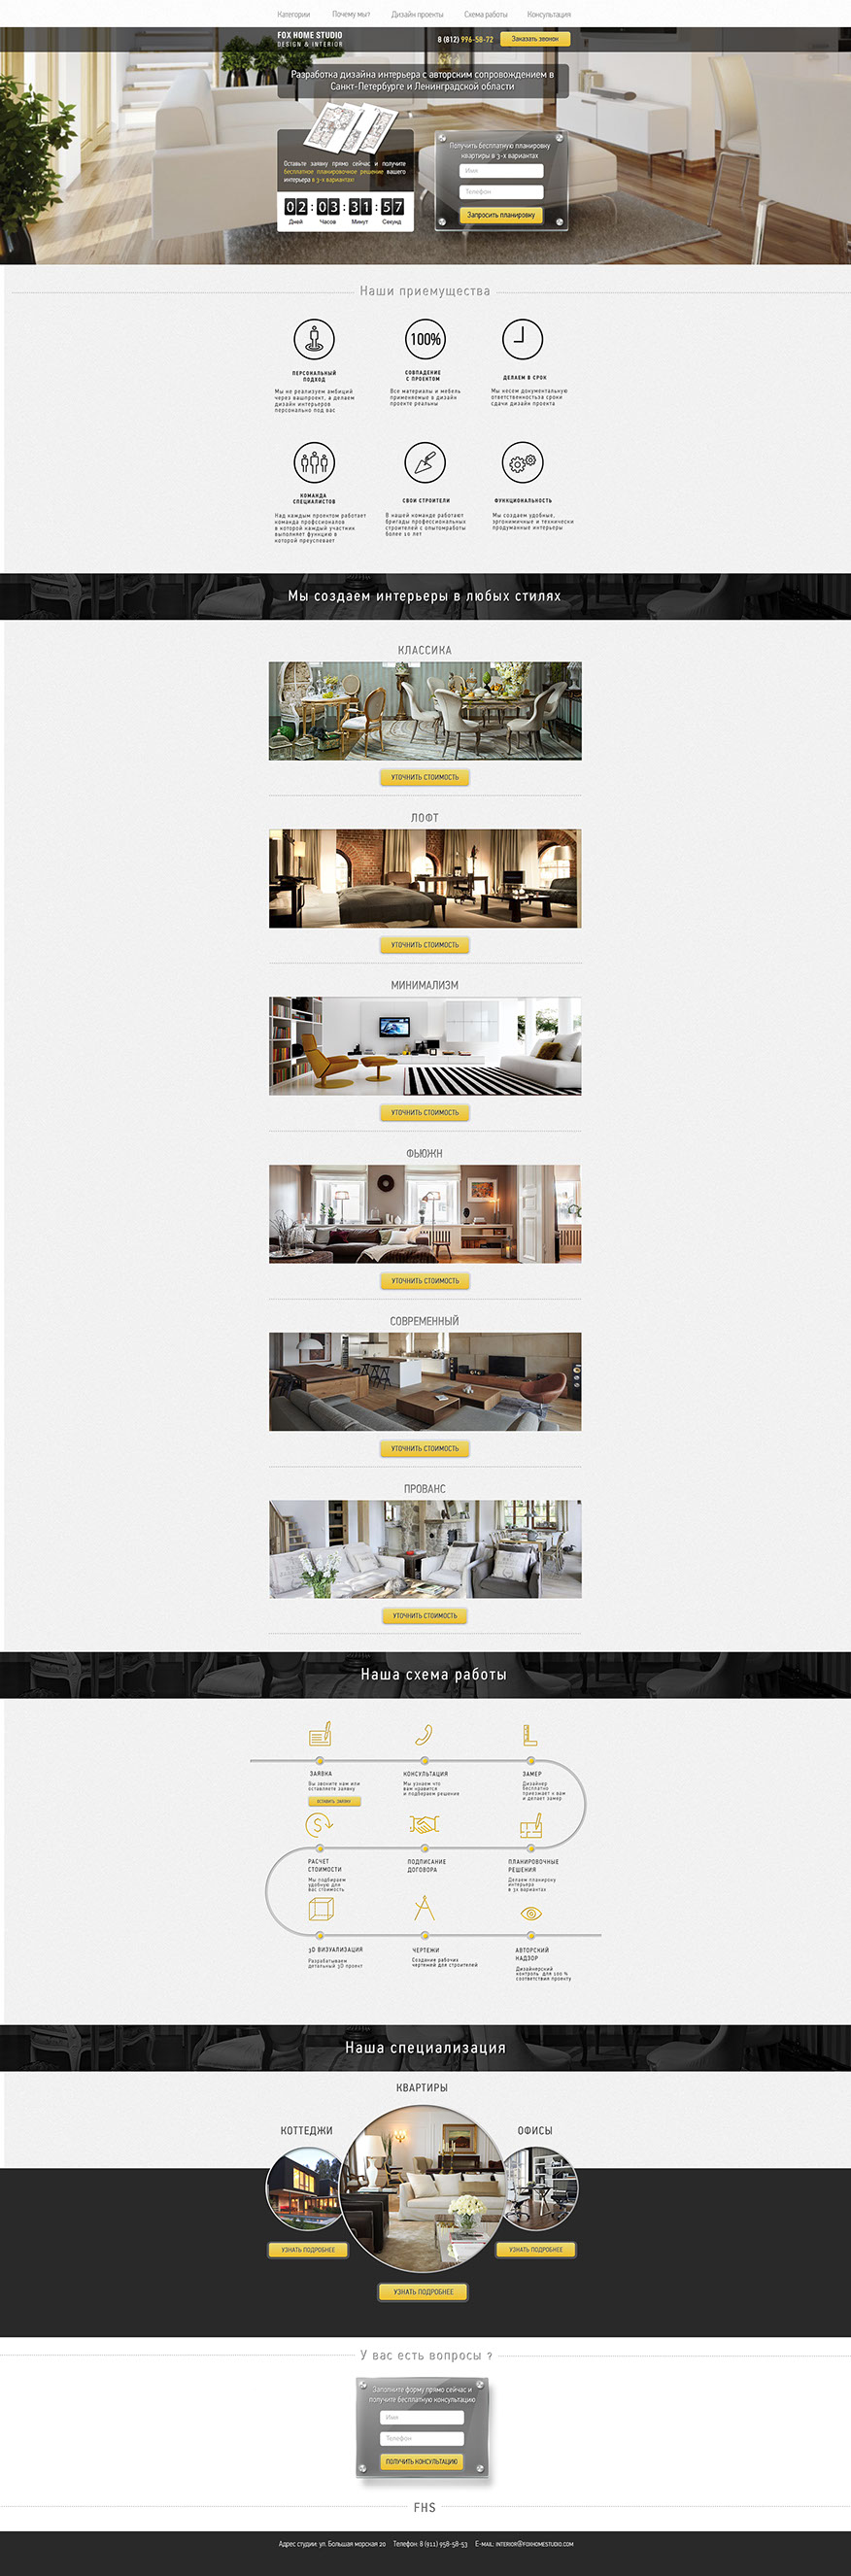 Категории Почему мы? Дизайн проекты Схема работы Консультация
FOX HOME STUDIO
DESIGN & INTERIOR
8 (812) 996-58-72
Заказать звонок
Разработка дизайна интерьера с авторским сопровождением в
Санкт-Петербурге и Ленинградской области
Оставьте заявку прямо сейчас и получите
бесплатное планировочное решение вашего
интерьера в 3-х вариантах!
02 : 03 : 31 : 57
Дней Часов Минут Секунд
Получить бесплатную планировку
квартиры в 3-х вариантах
Имя
Телефон
Запросить планировку
Наши приемущества
100%
ПЕРСОНАЛЬНЫЙ
ПОДХОД
Мы не реализуем амбиций
через вашпроект, а делаем
дизайн интерьеров
персонально под вас
СОВПАДЕНИЕ
С ПРОЕКТОМ
Все материалы и мебель
применяемые в дизайн
проекте реальны
ДЕЛАЕМ В СРОК
Мы несем документальную
ответственностьза сроки
сдачи дизайн проекта
КОМАНДА
СПЕЦИАЛИСТОВ
Над каждым проектом работает
команда профссионалов
в которой каждый участник
выполняет функцию в
которой преуспевает
СВОИ СТРОИТЕЛИ
В нашей команде работают
бригады профессиональных
строителей с опытомработы
более 10 лет
ФУНКЦИОНАЛЬНОСТЬ
Мы создаем удобные,
эргономичные и технически
продуманные интерьеры
Мы создаем интерьеры в любых стилях
КЛАССИКА
УТОЧНИТЬ СТОИМОСТЬ
ЛОФТ
УТОЧНИТЬ СТОИМОСТЬ
МИНИМАЛИЗМ
УТОЧНИТЬ СТОИМОСТЬ
ФЬЮЖН
УТОЧНИТЬ СТОИМОСТЬ
СОВРЕМЕННЫЙ
УТОЧНИТЬ СТОИМОСТЬ
ПРОВАНС
УТОЧНИТЬ СТОИМОСТЬ
Наша схема работы
ЗАЯВКА
Вы звоните нам или
оставляете заявку
ОСТАВИТЬ ЗАЯВКУ
КОНСУЛЬТАЦИЯ
Мы узнаем что
вам нравится
и подбираем решение
ЗАМЕР
Дизайнер
бесплатно
приезжает к вам
и делает замер
РАСЧЕТ
СТОИМОСТИ
Мы подбираем
удобную для
вас стоимость
ПОДПИСАНИЕ
ДОГОВОРА
ПЛАНИРОВОЧНЫЕ
РЕШЕНИЯ
Делаем планироку
интерьера
в 3х вариантах
3D ВИЗУАЛИЗАЦИЯ
Разрабатываем
детальный 3D проект
ЧЕРТЕЖИ
Создание рабочих
чертежей для строителей
АВТОРСКИЙ
НАДЗОР
Дизайнерский
контроль для 100 %
соответствия проекту
Наша специализация
КВАРТИРЫ
КОТТЕДЖИ
ОФИСЫ
УЗНАТЬ ПОДРОБНЕЕ
УЗНАТЬ ПОДРОБНЕЕ
УЗНАТЬ ПОДРОБНЕЕ
У вас есть вопросы ?
Заполните форму прямо сейчас и
получите бесплатную консультацию
Имя
Телефон
ПОЛУЧИТЬ КОНСУЛЬТАЦИЮ
FHS
Адрес студии: ул. Большая морская 20 Телефон: 8 (911) 958-58-53 E-MAIL: INTERIOR@FOXHOMESTUDIO.COM